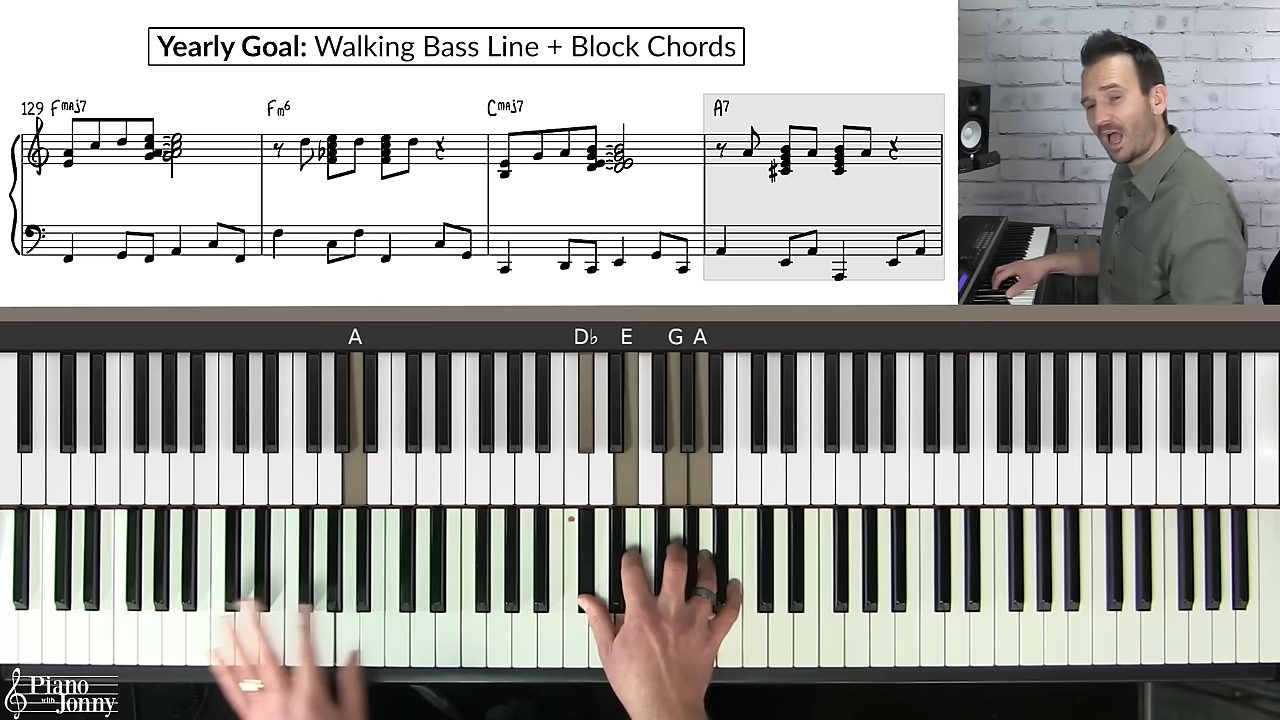 Yearly Goal: Walking Bass Line + Block Chords
129 Fmaj7 Fm6 Cmaj7 A7
A D♭ E G A
Piano
with
Jonny